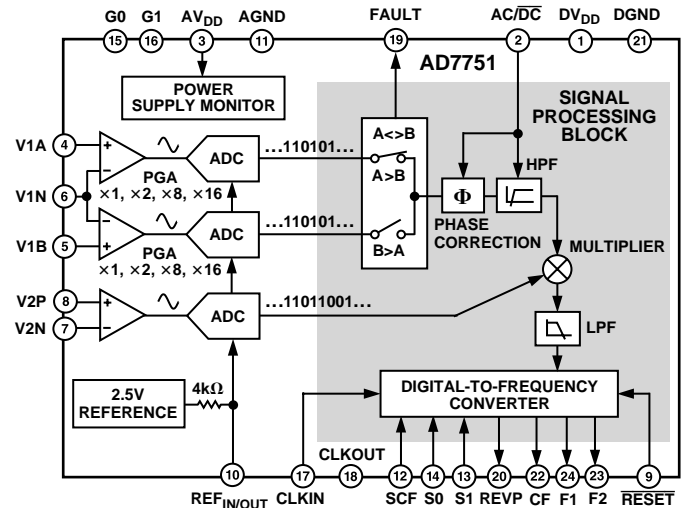 G0 G1 AVDD AGND FAULT AC/DC DVDD DGND
15 16 3 11 19 2 1 21
AD7751
POWER
SUPPLY MONITOR
SIGNAL
PROCESSING
BLOCK
A<>B
A>B
B>A
V1A 4
+
−
ADC
...110101...
PGA
×1, ×2, ×8, ×16
V1N 6
−
+
ADC
...110101...
V1B 5
PGA
×1, ×2, ×8, ×16
Φ
HPF
PHASE
CORRECTION
MULTIPLIER
V2P 8
+
−
V2N 7
ADC
...11011001...
LPF
2.5V
REFERENCE
4kΩ
DIGITAL-TO-FREQUENCY
CONVERTER
CLKOUT
10 17 18 12 14 13 20 22 24 23 9
REFIN/OUT CLKIN SCF S0 S1 REVP CF F1 F2 RESET